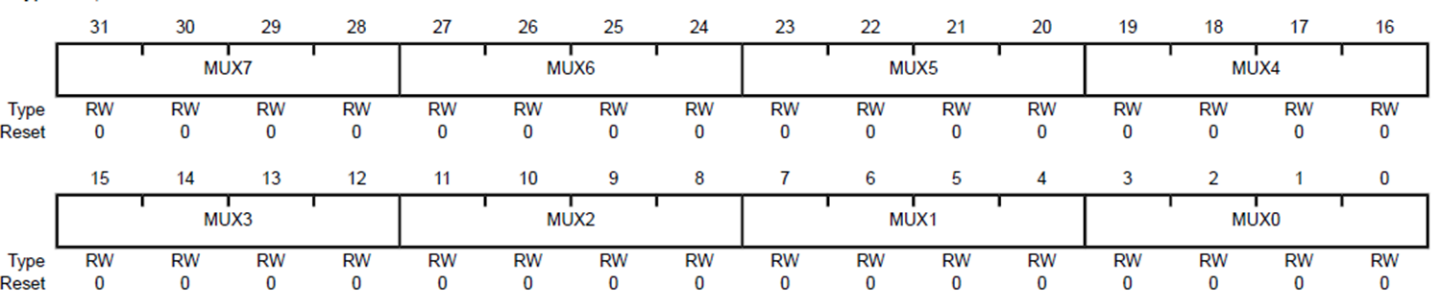 31 30 29 28 27 26 25 24 23 22 21 20 19 18 17 16
MUX7 MUX6 MUX5 MUX4
Type RW RW RW RW RW RW RW RW RW RW RW RW RW RW RW RW
Reset 0 0 0 0 0 0 0 0 0 0 0 0 0 0 0 0
15 14 13 12 11 10 9 8 7 6 5 4 3 2 1 0
MUX3 MUX2 MUX1 MUX0
Type RW RW RW RW RW RW RW RW RW RW RW RW RW RW RW RW
Reset 0 0 0 0 0 0 0 0 0 0 0 0 0 0 0 0